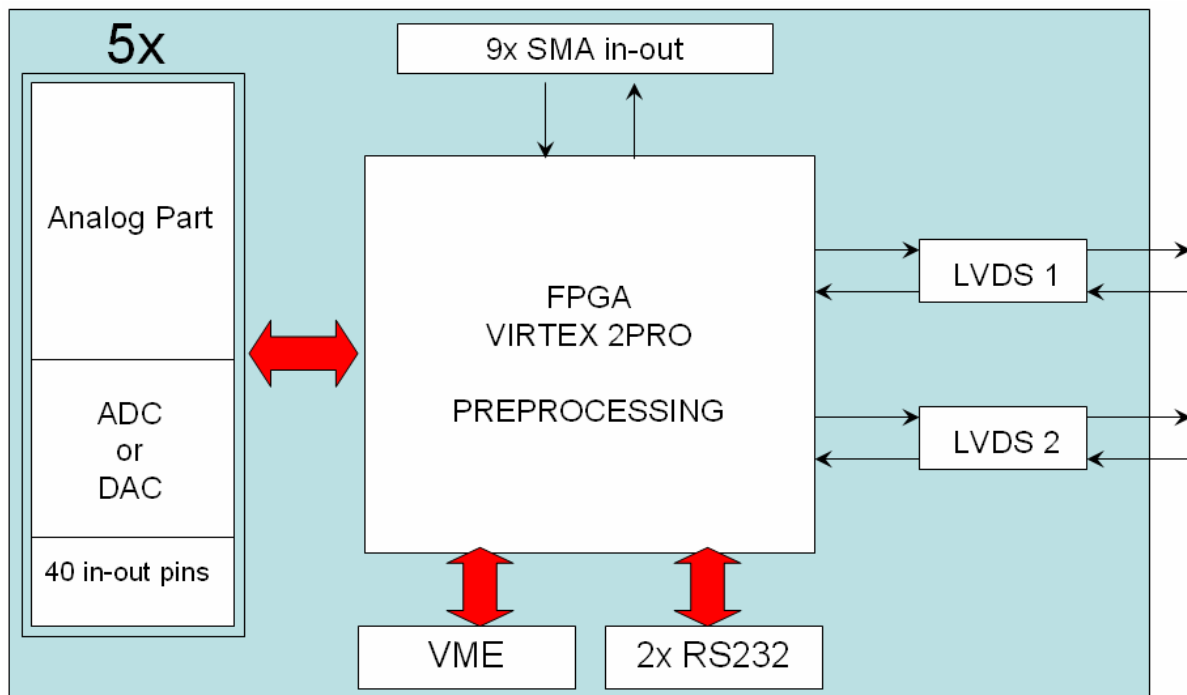 5x
9x SMA in-out
Analog Part
ADC
or
DAC
40 in-out pins
FPGA
VIRTEX 2PRO
PREPROCESSING
LVDS 1
LVDS 2
VME
2x RS232